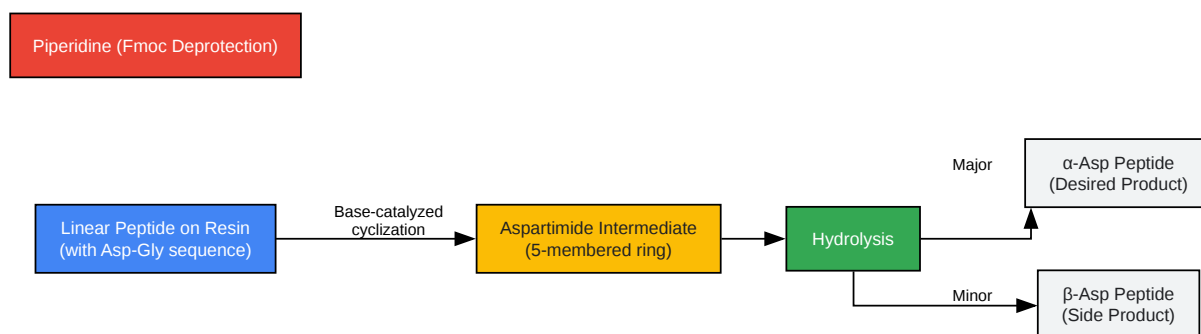 Piperidine (Fmoc Deprotection)
Linear Peptide on Resin
(with Asp-Gly sequence)
Base-catalyzed
cyclization
Aspartimide Intermediate
(5-membered ring)
Hydrolysis
Major
α-Asp Peptide
(Desired Product)
Minor
β-Asp Peptide
(Side Product)